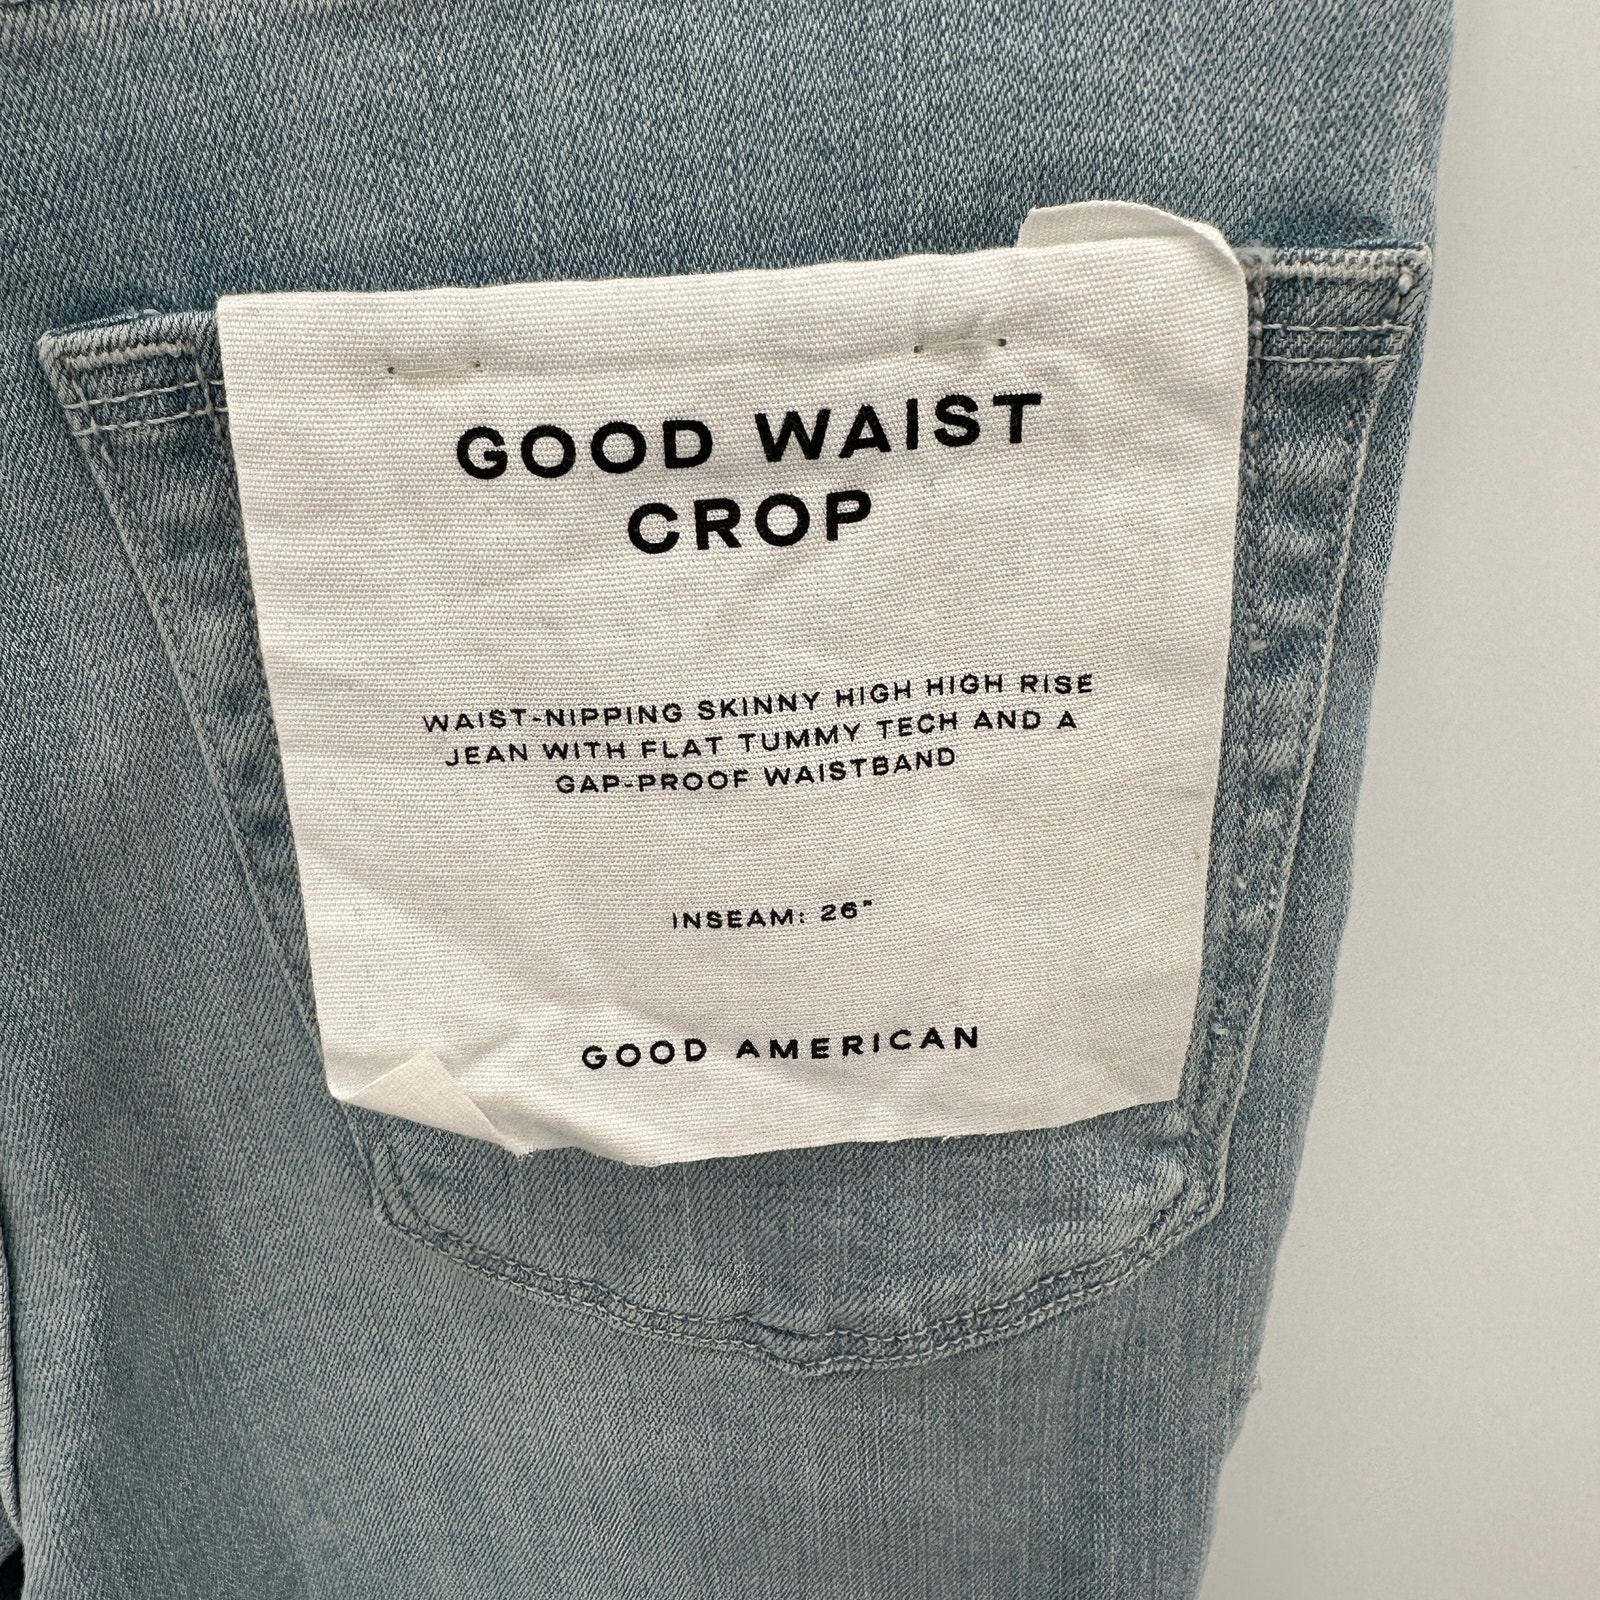 GOOD WAIST
CROP
WAIST-NIPPING SKINNY HIGH HIGH RISE
JEAN WITH FLAT TUMMY TECH AND A
GAP-PROOF WAISTBAND
INSEAM: 26"
GOOD AMERICAN